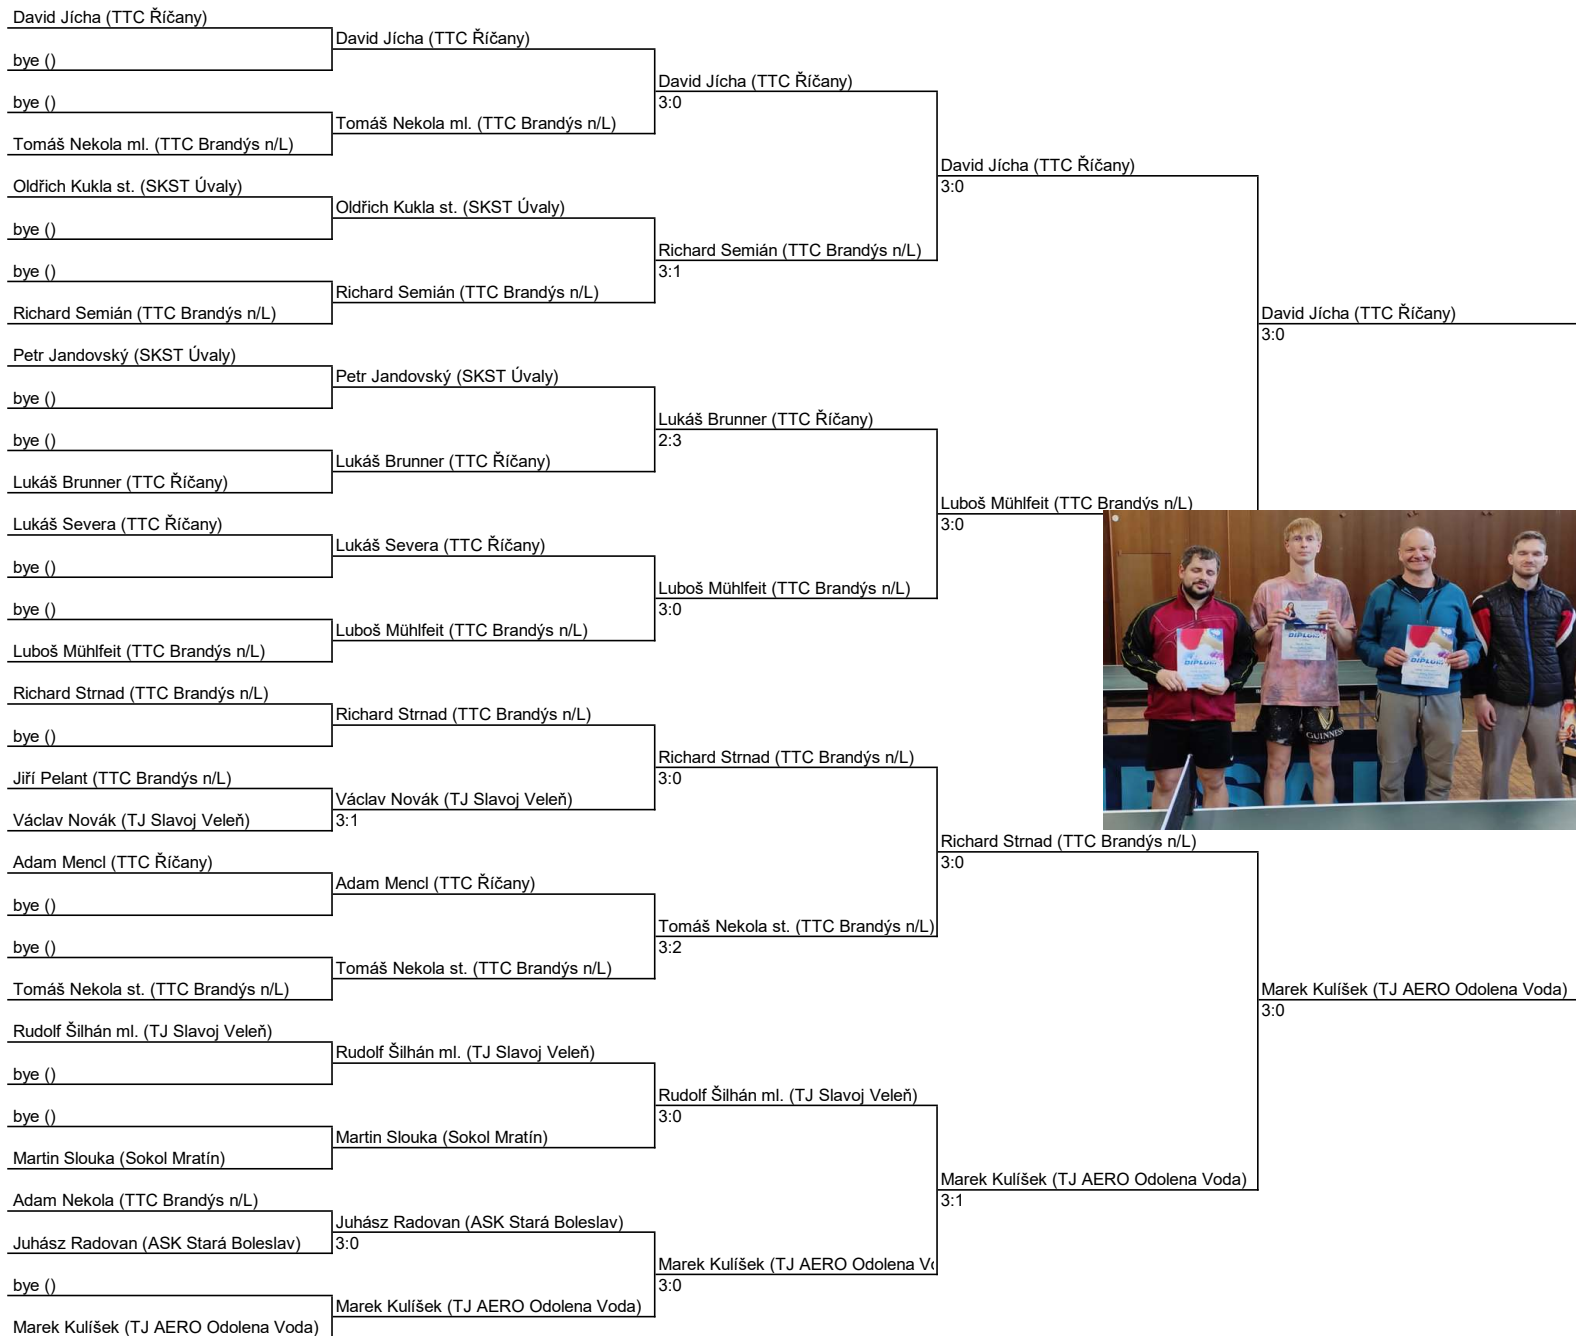 David Jícha (TTC Říčany)
bye ()
bye ()
Tomáš Nekola ml. (TTC Brandýs n/L)
Oldřich Kukla st. (SKST Úvaly)
bye ()
bye ()
Richard Semián (TTC Brandýs n/L)
Petr Jandovský (SKST Úvaly)
bye ()
bye ()
Lukáš Brunner (TTC Říčany)
Lukáš Severa (TTC Říčany)
bye ()
bye ()
Luboš Mühlfeit (TTC Brandýs n/L)
Richard Strnad (TTC Brandýs n/L)
bye ()
Jiří Pelant (TTC Brandýs n/L)
Václav Novák (TJ Slavoj Veleň)
Adam Mencl (TTC Říčany)
bye ()
bye ()
Tomáš Nekola st. (TTC Brandýs n/L)
Rudolf Šilhán ml. (TJ Slavoj Veleň)
bye ()
bye ()
Martin Slouka (Sokol Mratín)
Adam Nekola (TTC Brandýs n/L)
Juhász Radovan (ASK Stará Boleslav)
bye ()
Marek Kulíšek (TJ AERO Odolena Voda)
David Jícha (TTC Říčany)
Tomáš Nekola ml. (TTC Brandýs n/L)
Oldřich Kukla st. (SKST Úvaly)
Richard Semián (TTC Brandýs n/L)
Petr Jandovský (SKST Úvaly)
Lukáš Brunner (TTC Říčany)
Lukáš Severa (TTC Říčany)
Luboš Mühlfeit (TTC Brandýs n/L)
Richard Strnad (TTC Brandýs n/L)
Václav Novák (TJ Slavoj Veleň)
3:1
Adam Mencl (TTC Říčany)
Tomáš Nekola st. (TTC Brandýs n/L)
Rudolf Šilhán ml. (TJ Slavoj Veleň)
Martin Slouka (Sokol Mratín)
Juhász Radovan (ASK Stará Boleslav)
3:0
Marek Kulíšek (TJ AERO Odolena Voda)
David Jícha (TTC Říčany)
3:0
Richard Semián (TTC Brandýs n/L)
3:1
Lukáš Brunner (TTC Říčany)
2:3
Luboš Mühlfeit (TTC Brandýs n/L)
3:0
Richard Strnad (TTC Brandýs n/L)
3:0
Tomáš Nekola st. (TTC Brandýs n/L)
3:2
Rudolf Šilhán ml. (TJ Slavoj Veleň)
3:0
Marek Kulíšek (TJ AERO Odolena
3:0
David Jícha (TTC Říčany)
3:0
Luboš Mühlfeit (TTC Brandýs n/L)
3:0
Richard Strnad (TTC Brandýs n/L)
3:0
Marek Kulíšek (TJ AERO Odolena Voda)
3:1
David Jícha (TTC Říčany)
3:0
Marek Kulíšek (TJ AERO Odolena Voda)
3:0
DIPLOM
DIPLOM
DIPLOM
GUINNESS